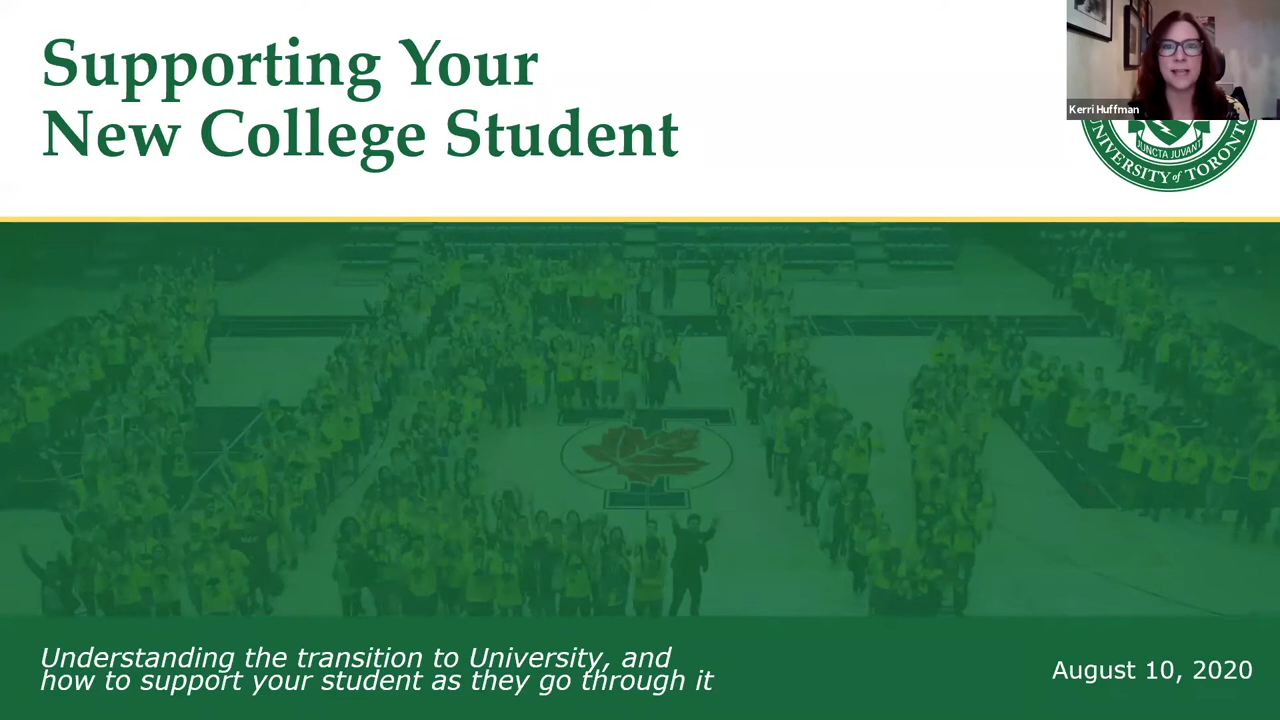 Supporting Your
New College Student
Kerri Huffman
JUNCTA JUVANT
UNIVERSITY of TORONTO
Understanding the transition to University, and
how to support your student as they go through it
August 10, 2020